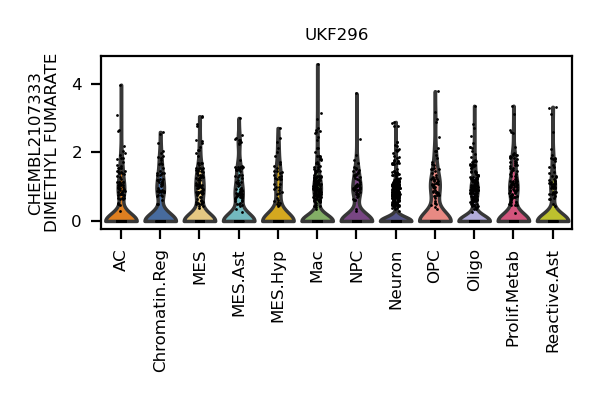 UKF296
CHEMBL2107333
DIMETHYL FUMARATE
4
2
0
AC
Chromatin.Reg
MES
MES.Ast
MES.Hyp
Mac
NPC
Neuron
OPC
Oligo
Prolif.Metab
Reactive.Ast